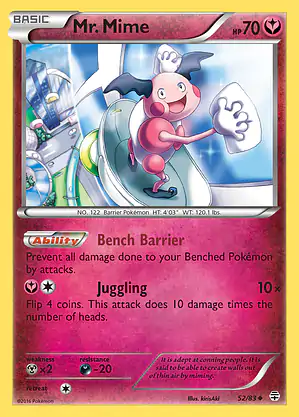 BASIC
Mr. Mime
HP70
NO. 122 Barrier Pokémon HT. 4'03" WT. 120.1 lbs.
Ability Bench Barrier
Prevent all damage done to your Benched Pokémon
by attacks.
Juggling 10×
Flip 4 coins. This attack does 10 damage times the
number of heads.
weakness resistance
×2 -20
It is adept at conning people. It is
said to be able to create walls out
of thin air by miming.
retreat
©2016 Pokémon
Illus. kirisAki
52/83